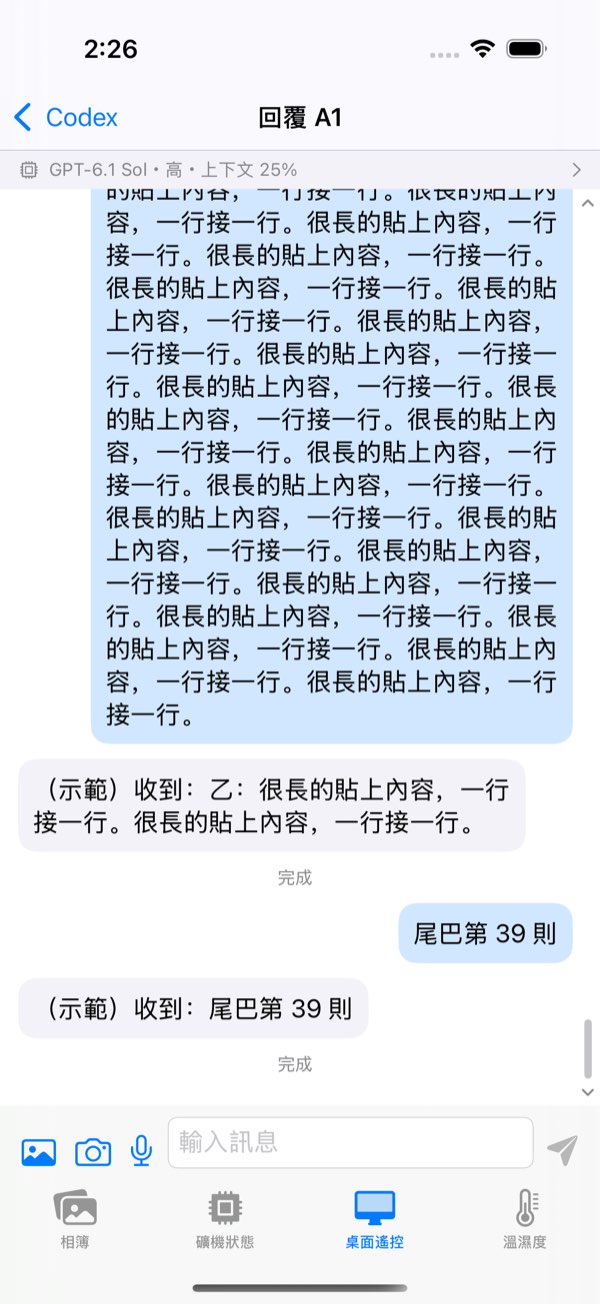 2:26
Codex
回覆 A1
GPT-6.1 Sol・高・上下文 25%
的貼上內容，一行接一行。很長的貼上內
容，一行接一行。很長的貼上內容，一行
接一行。很長的貼上內容，一行接一行。
很長的貼上內容，一行接一行。很長的貼
上內容，一行接一行。很長的貼上內容，
一行接一行。很長的貼上內容，一行接一
行。很長的貼上內容，一行接一行。很長
的貼上內容，一行接一行。很長的貼上內
容，一行接一行。很長的貼上內容，一行
接一行。很長的貼上內容，一行接一行。
很長的貼上內容，一行接一行。很長的貼
上內容，一行接一行。很長的貼上內容，
一行接一行。很長的貼上內容，一行接一
行。很長的貼上內容，一行接一行。很長
的貼上內容，一行接一行。很長的貼上內
容，一行接一行。很長的貼上內容，一行
接一行。
（示範）收到：乙：很長的貼上內容，一行
接一行。很長的貼上內容，一行接一行。
完成
尾巴第 39 則
（示範）收到：尾巴第 39 則
完成
輸入訊息
相簿
礦機狀態
桌面遙控
溫濕度